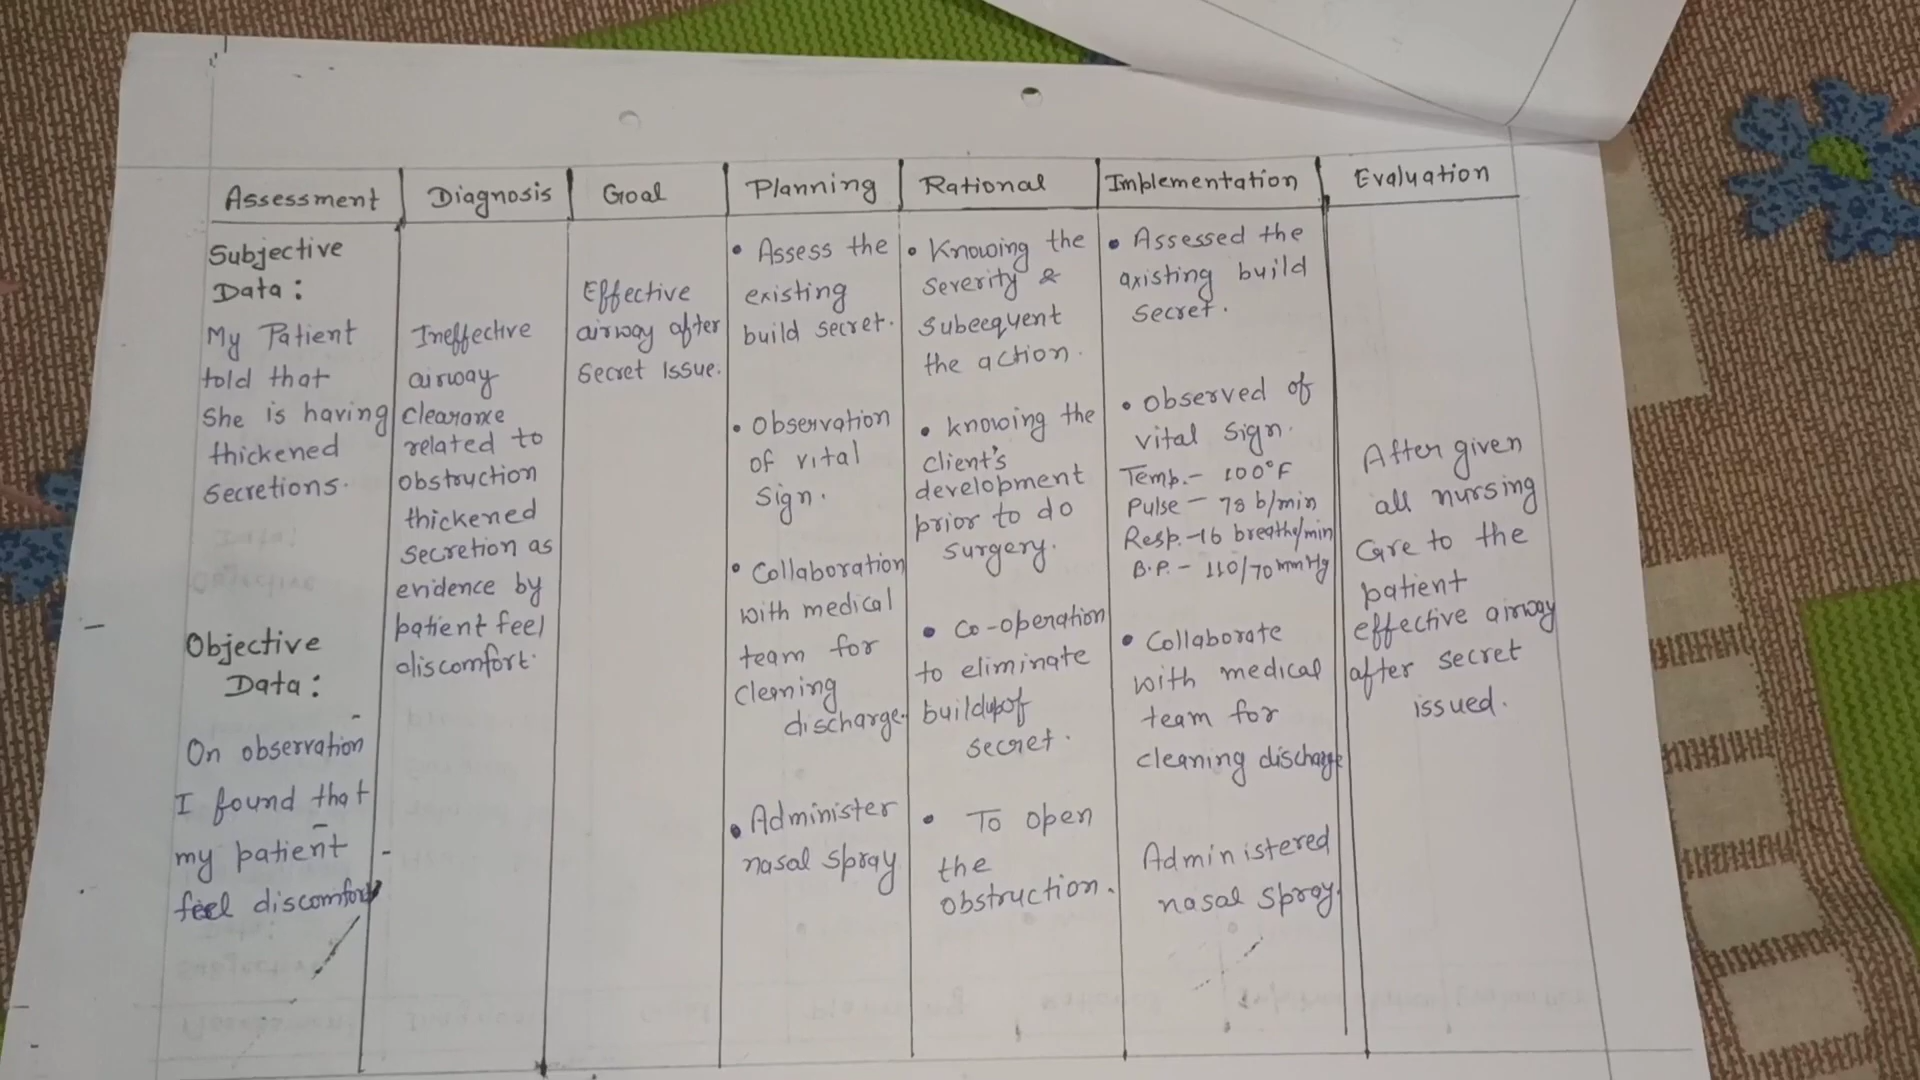 Assessment
Diagnosis
Goal
Planning
Rational
Implementation
Evaluation
Subjective
Data:
My Patient
told that
She is having
thickened
Secretions.
Objective
Data:
On observation
I found that
my patient
feel discomfort
Ineffective
airway
Clearance
related to
obstruction
thickened
secretion as
evidence by
patient feel
discomfort.
Effective
airway after
secret Issue.
• Assess the
existing
build secret.
• Observation
of vital
Sign.
• Collaboration
with medical
team for
cleaning
discharge.
• Administer
nasal spray
• Knowing the
severity &
subeequent
the action.
• knowing the
client's
development
prior to do
surgery.
• Co-operation
to eliminate
buildup of
secret.
• To open
the
obstruction.
• Assessed the
axisting build
secret.
• Observed of
vital sign.
Temp.- 100°F
Pulse - 78 b/min
Resp.-16 breathe/min
B.P. - 110/70 mmHg
• Collaborate
with medical
team for
cleaning discharge
Administered
nasal spray.
After given
all nursing
Care to the
patient
effective airway
after secret
issued.